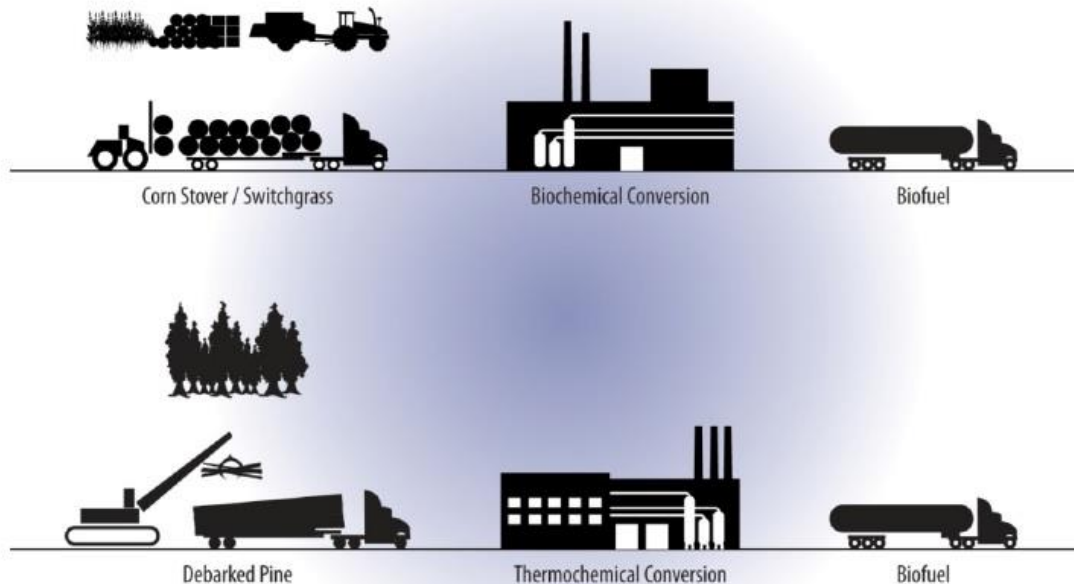 Corn Stover / Switchgrass
Biochemical Conversion
Biofuel
Debarked Pine
Thermochemical Conversion
Biofuel